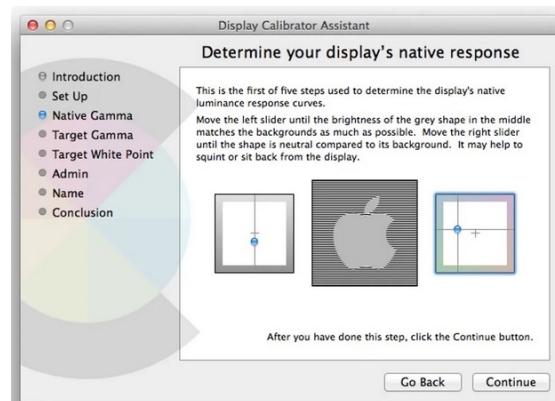 Display Calibrator Assistant
Determine your display's native response
Introduction
Set Up
Native Gamma
Target Gamma
Target White Point
Admin
Name
Conclusion
This is the first of five steps used to determine the display's native
luminance response curves.
Move the left slider until the brightness of the grey shape in the middle
matches the backgrounds as much as possible. Move the right slider
until the shape is neutral compared to its background. It may help to
squint or sit back from the display.
After you have done this step, click the Continue button.
Go Back
Continue